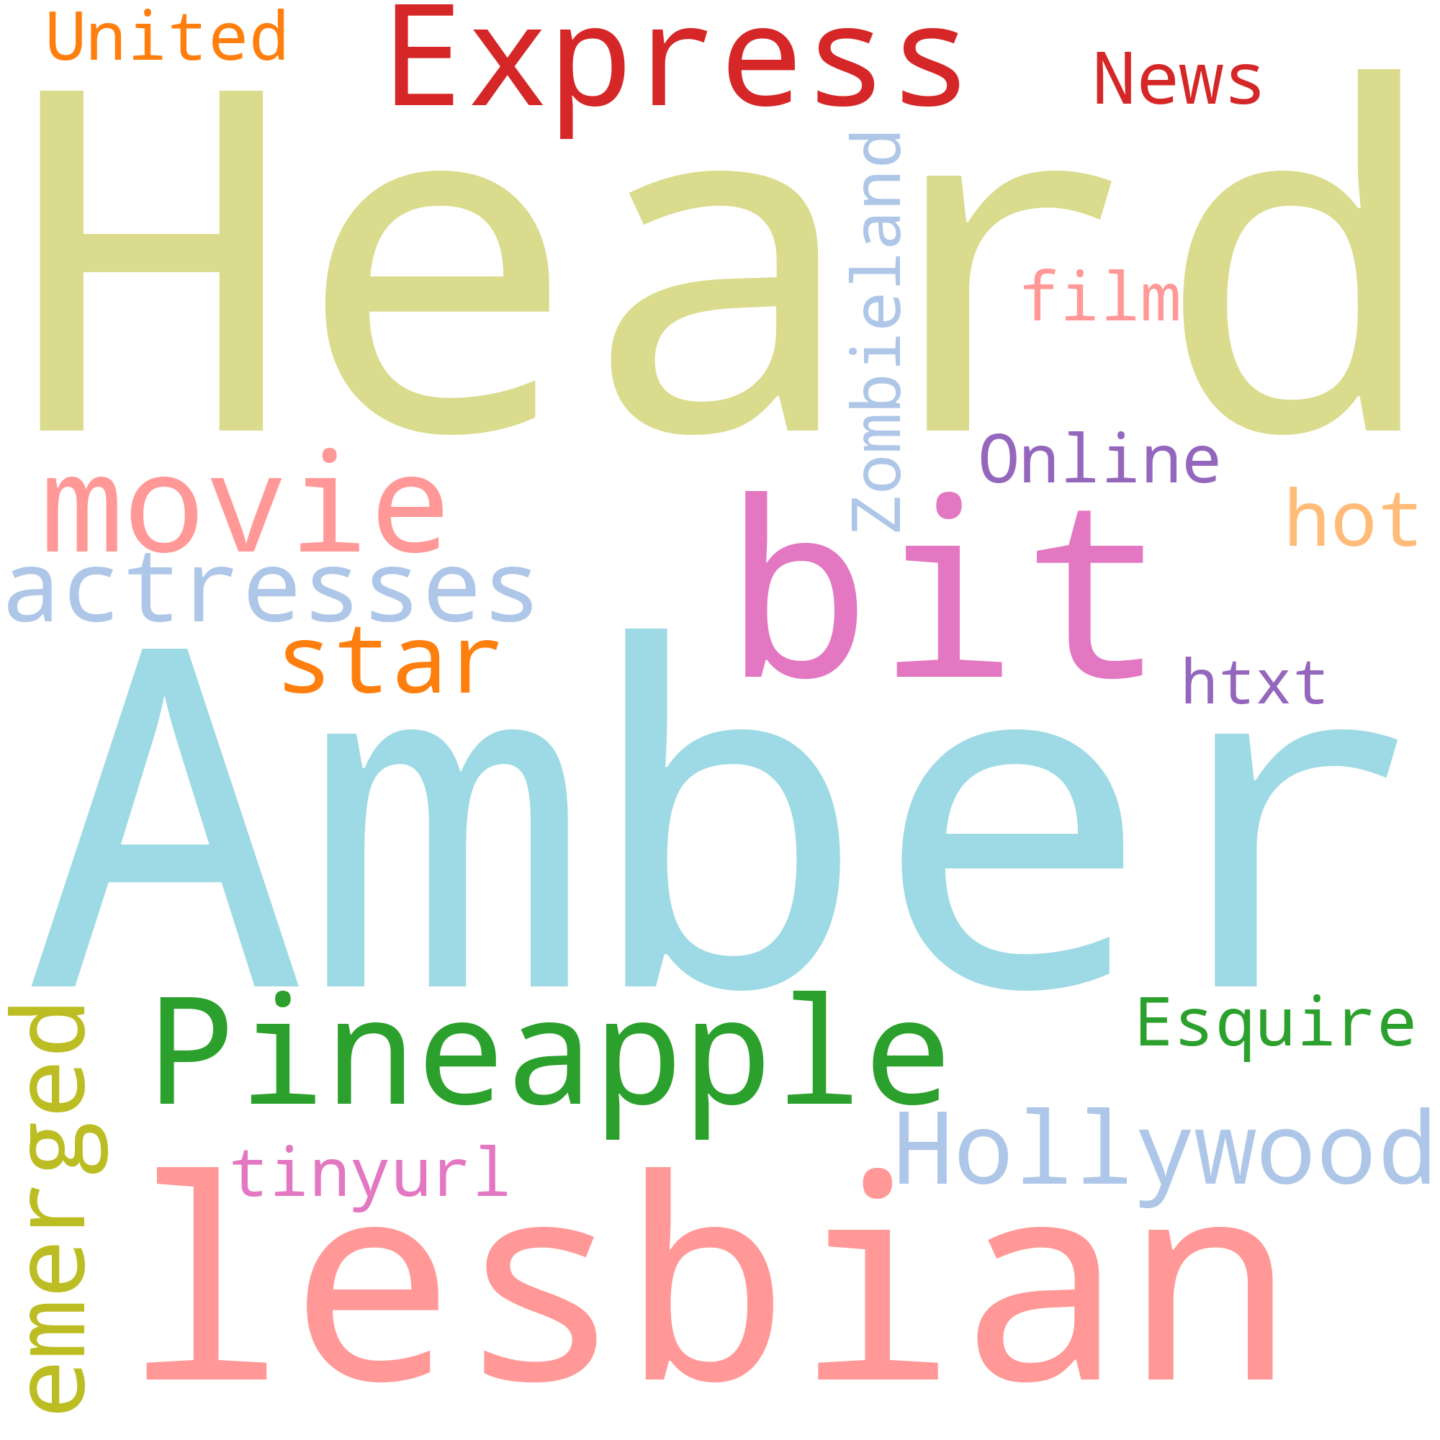 United
Express
News
Heard
Zombieland
film
movie
Online
hot
bit
actresses
star
htxt
Amber
Pineapple
Esquire
emerged
tinyurl
Hollywood
lesbian